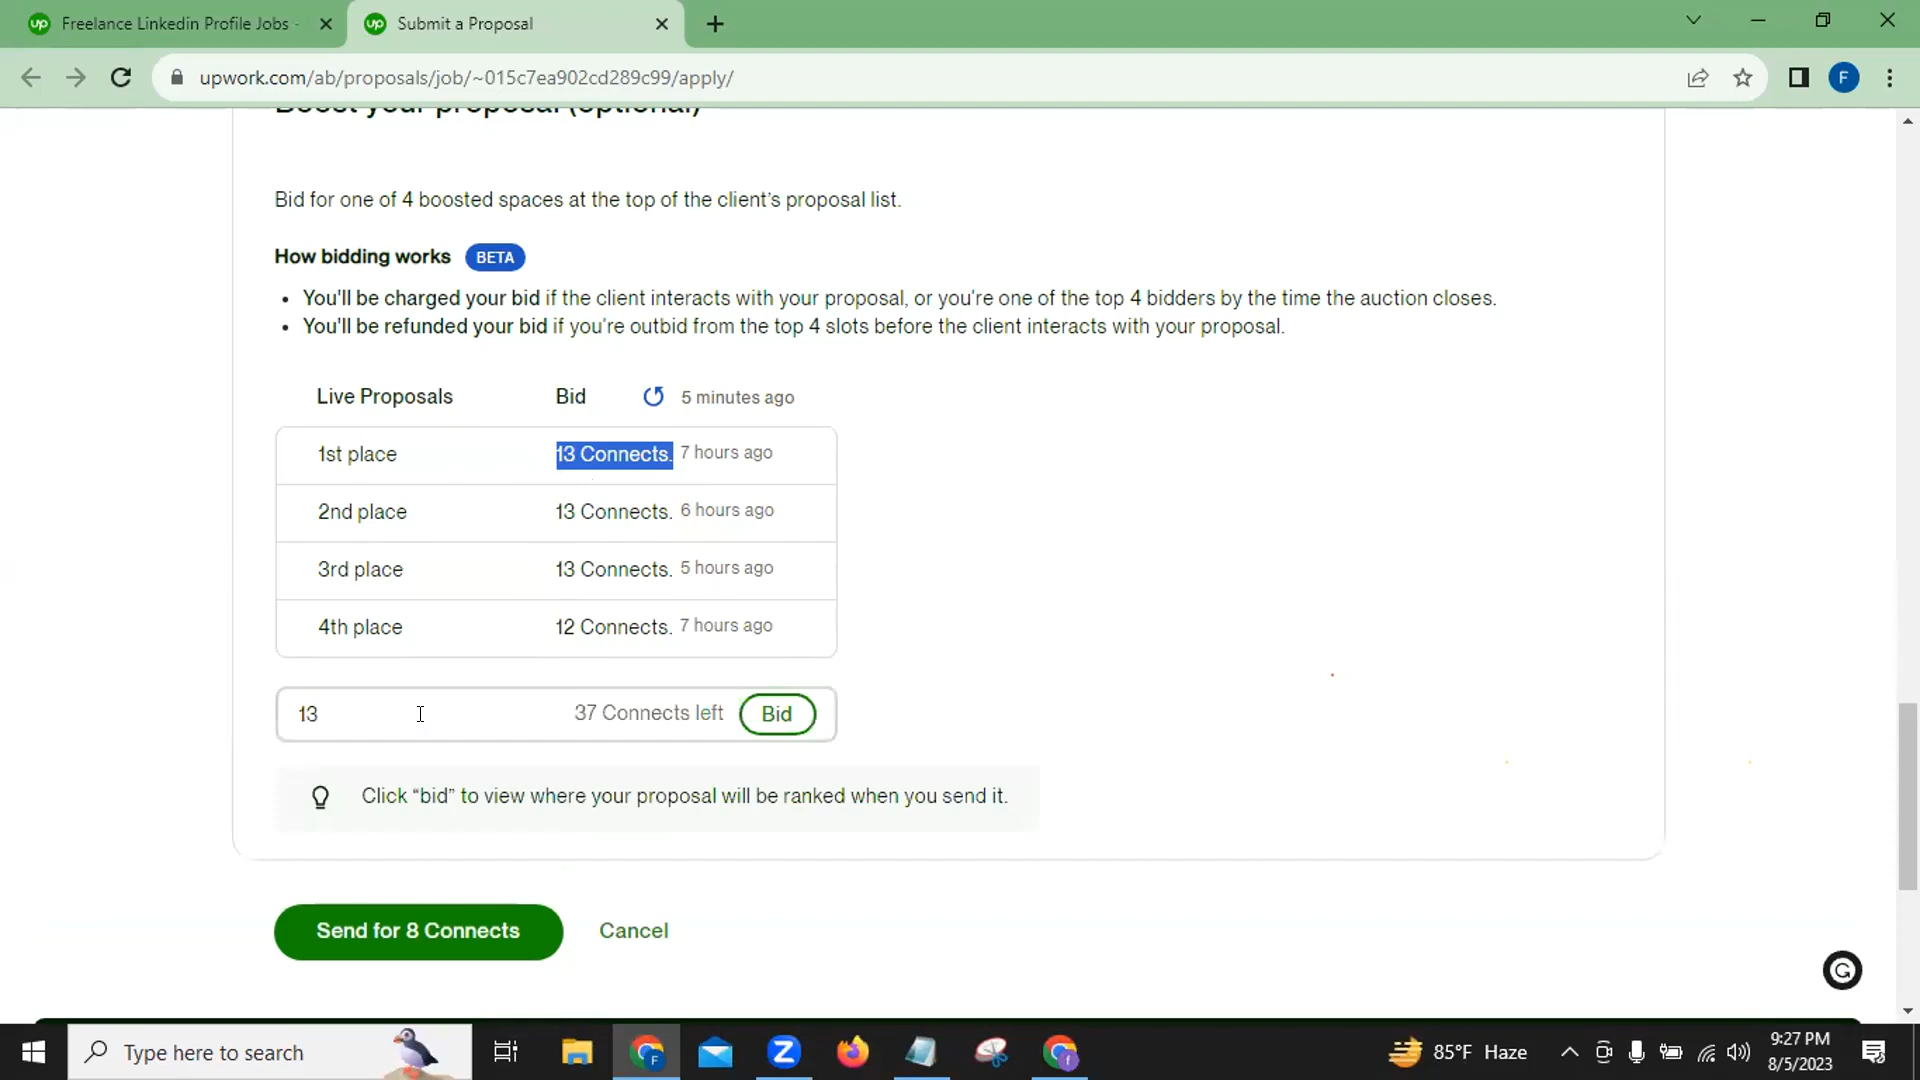 Freelance Linkedin Profile Jobs -
Submit a Proposal
upwork.com/ab/proposals/job/~015c7ea902cd289c99/apply/
F
Boost your proposal (optional)
Bid for one of 4 boosted spaces at the top of the client's proposal list.
How bidding works BETA
• You'll be charged your bid if the client interacts with your proposal, or you're one of the top 4 bidders by the time the auction closes.
• You'll be refunded your bid if you're outbid from the top 4 slots before the client interacts with your proposal.
Live Proposals Bid 5 minutes ago
1st place 13 Connects. 7 hours ago
2nd place 13 Connects. 6 hours ago
3rd place 13 Connects. 5 hours ago
4th place 12 Connects. 7 hours ago
13 37 Connects left Bid
Click “bid” to view where your proposal will be ranked when you send it.
Send for 8 Connects Cancel
Type here to search
85°F Haze
9:27 PM
8/5/2023